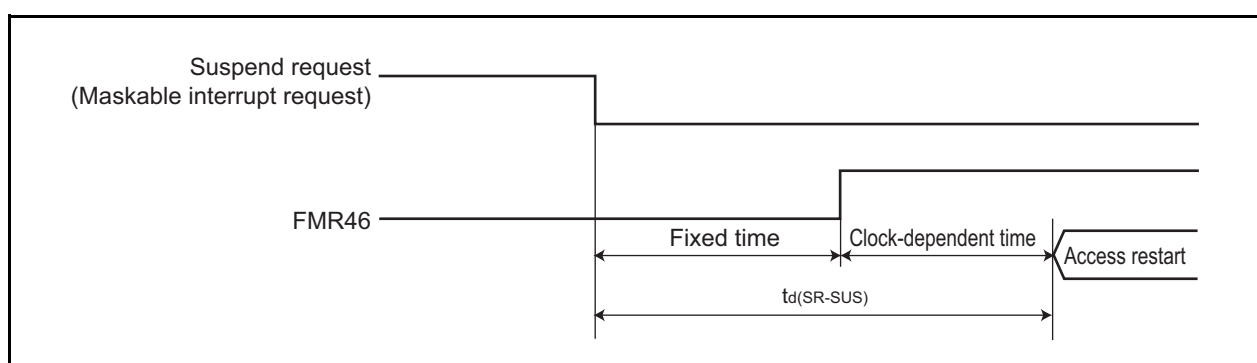 Suspend request
(Maskable interrupt request)
FMR46
Fixed time
Clock-dependent time
Access restart
td(SR-SUS)